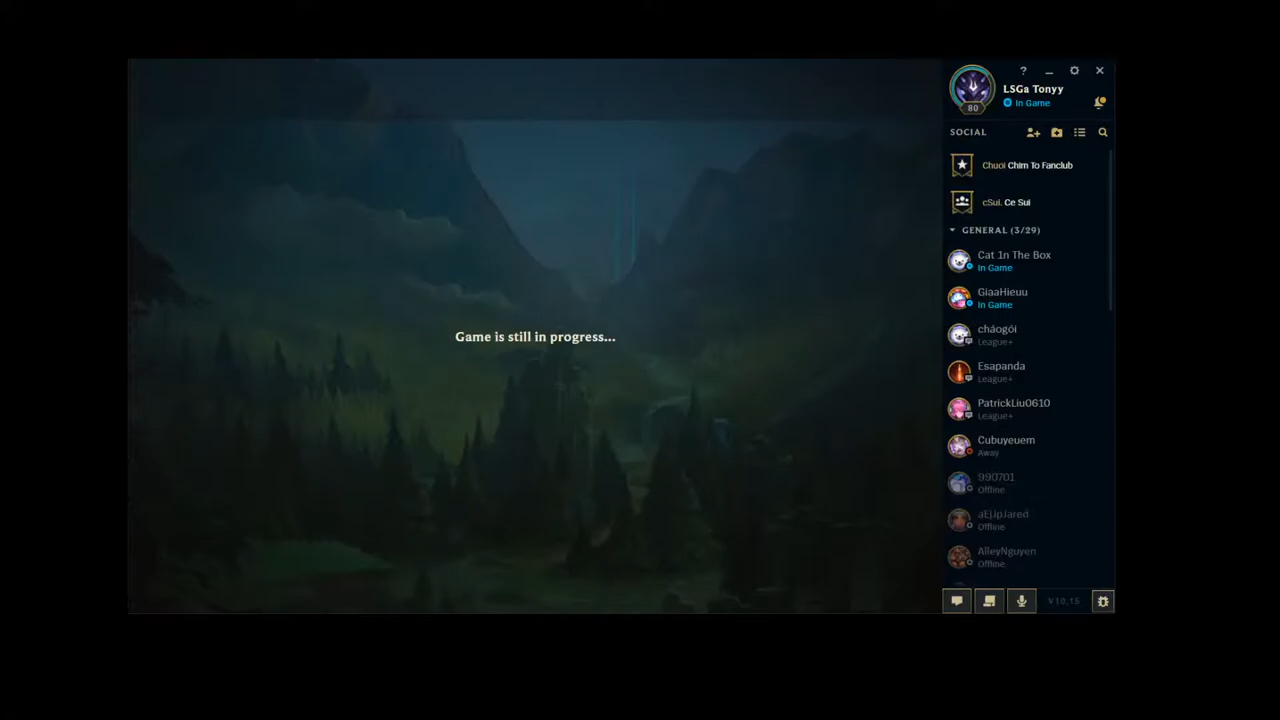 ?
LSGa Tonyy
80
In Game
SOCIAL
Chuoi Chim To Fanclub
cSui. Ce Sui
GENERAL (3/29)
Cat 1n The Box
In Game
GiaaHieuu
In Game
Game is still in progress...
cháogói
League+
Esapanda
League+
PatrickLiu0610
League+
Cubuyeuem
Away
990701
Offline
aEjJpJared
Offline
AlleyNguyen
Offline
V10.15